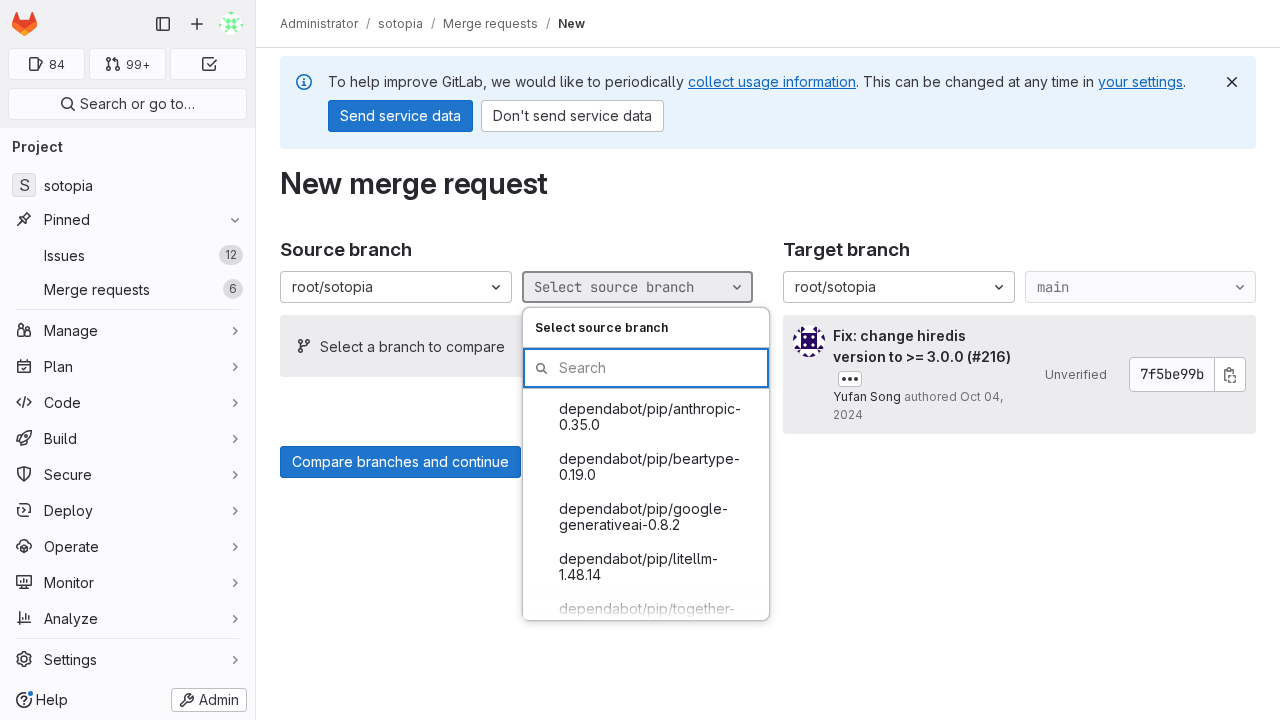 Administrator / sotopia / Merge requests / New
84
99+
Search or go to…
Project
S sotopia
Pinned
Issues 12
Merge requests 6
Manage
Plan
Code
Build
Secure
Deploy
Operate
Monitor
Analyze
Settings
Help
Admin
To help improve GitLab, we would like to periodically collect usage information. This can be changed at any time in your settings.
Send service data
Don't send service data
New merge request
Source branch
root/sotopia
Select source branch
Select a branch to compare
Select source branch
Search
dependabot/pip/anthropic-
0.35.0
dependabot/pip/beartype-
0.19.0
dependabot/pip/google-
generativeai-0.8.2
dependabot/pip/litellm-
1.48.14
dependabot/pip/together-
Compare branches and continue
Target branch
root/sotopia
main
Fix: change hiredis
version to >= 3.0.0 (#216)
Yufan Song authored Oct 04,
2024
Unverified
7f5be99b